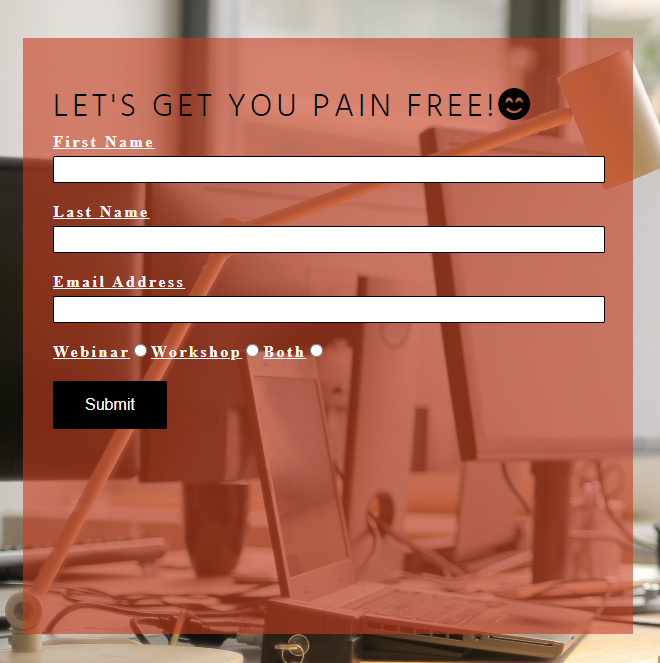 LET'S GET YOU PAIN FREE!😊
First Name
Last Name
Email Address
Webinar Workshop Both
Submit